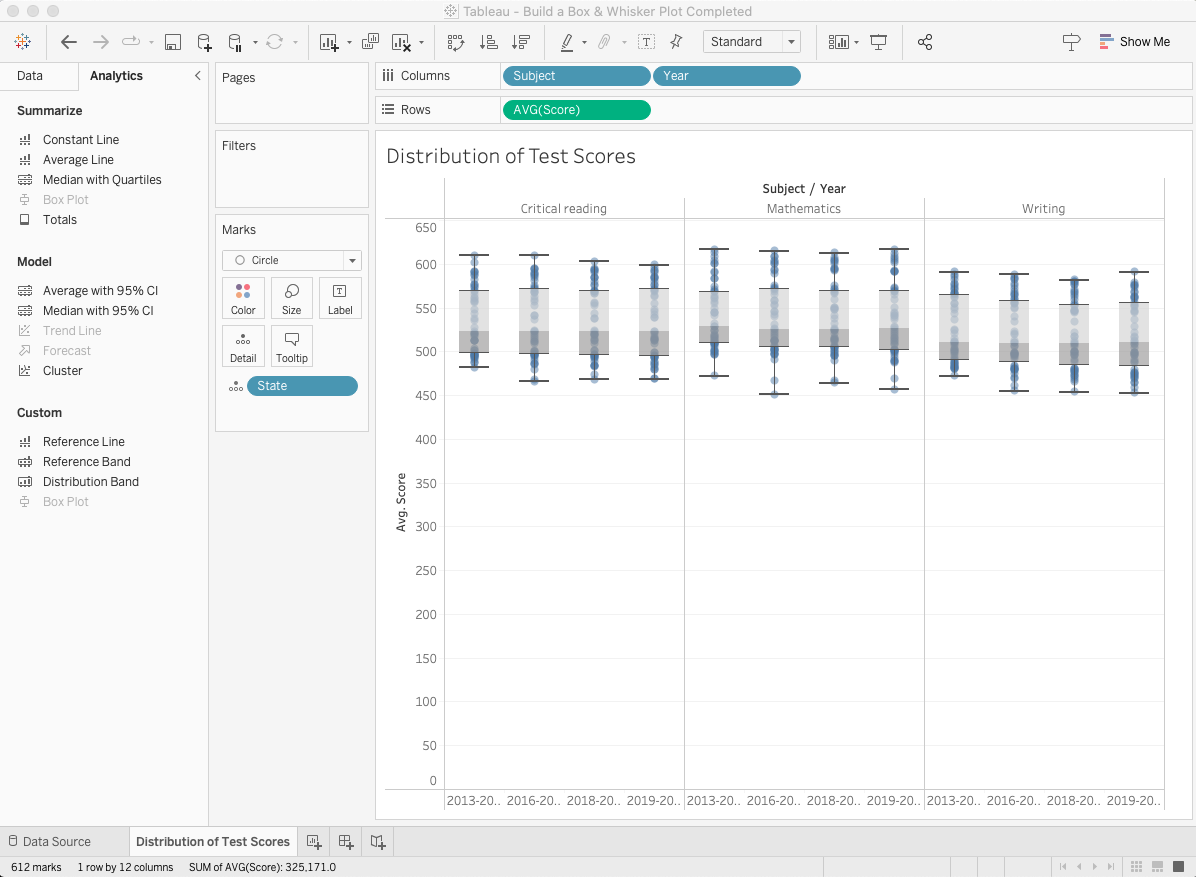 Tableau - Build a Box & Whisker Plot Completed
Standard
Show Me
Data
Analytics
Summarize
Constant Line
Average Line
Median with Quartiles
Box Plot
Totals
Model
Average with 95% CI
Median with 95% CI
Trend Line
Forecast
Cluster
Custom
Reference Line
Reference Band
Distribution Band
Box Plot
Pages
Filters
Marks
Circle
Color
Size
Label
Detail
Tooltip
State
Columns
Subject
Year
Rows
AVG(Score)
Distribution of Test Scores
Subject / Year
Critical reading
Mathematics
Writing
Avg. Score
650
600
550
500
450
400
350
300
250
200
150
100
50
0
2013-20.. 2016-20.. 2018-20.. 2019-20.. 2013-20.. 2016-20.. 2018-20.. 2019-20.. 2013-20.. 2016-20.. 2018-20.. 2019-20..
Data Source
Distribution of Test Scores
612 marks
1 row by 12 columns
SUM of AVG(Score): 325,171.0